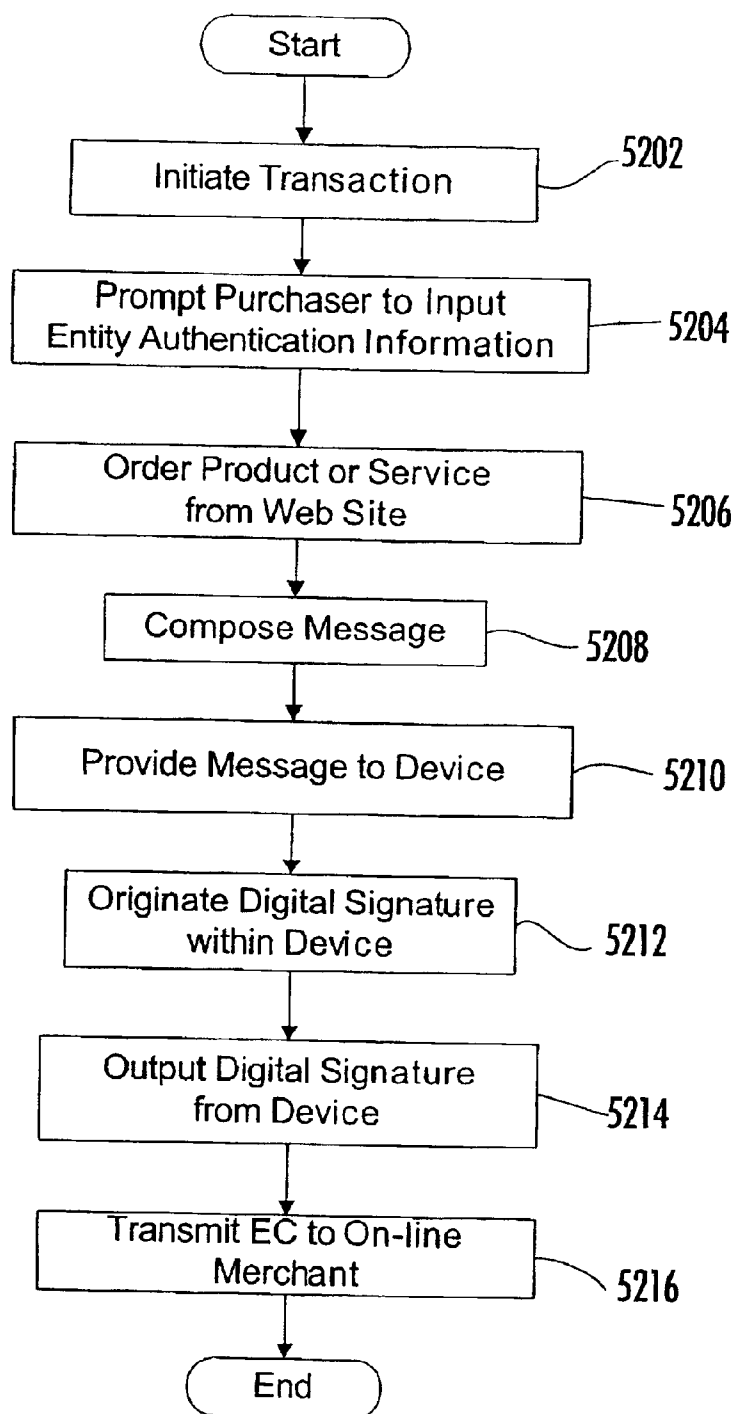 Start
Initiate Transaction
5202
Prompt Purchaser to Input
Entity Authentication Information
5204
Order Product or Service
from Web Site
5206
Compose Message
5208
Provide Message to Device
5210
Originate Digital Signature
within Device
5212
Output Digital Signature
from Device
5214
Transmit EC to On-line
Merchant
5216
End